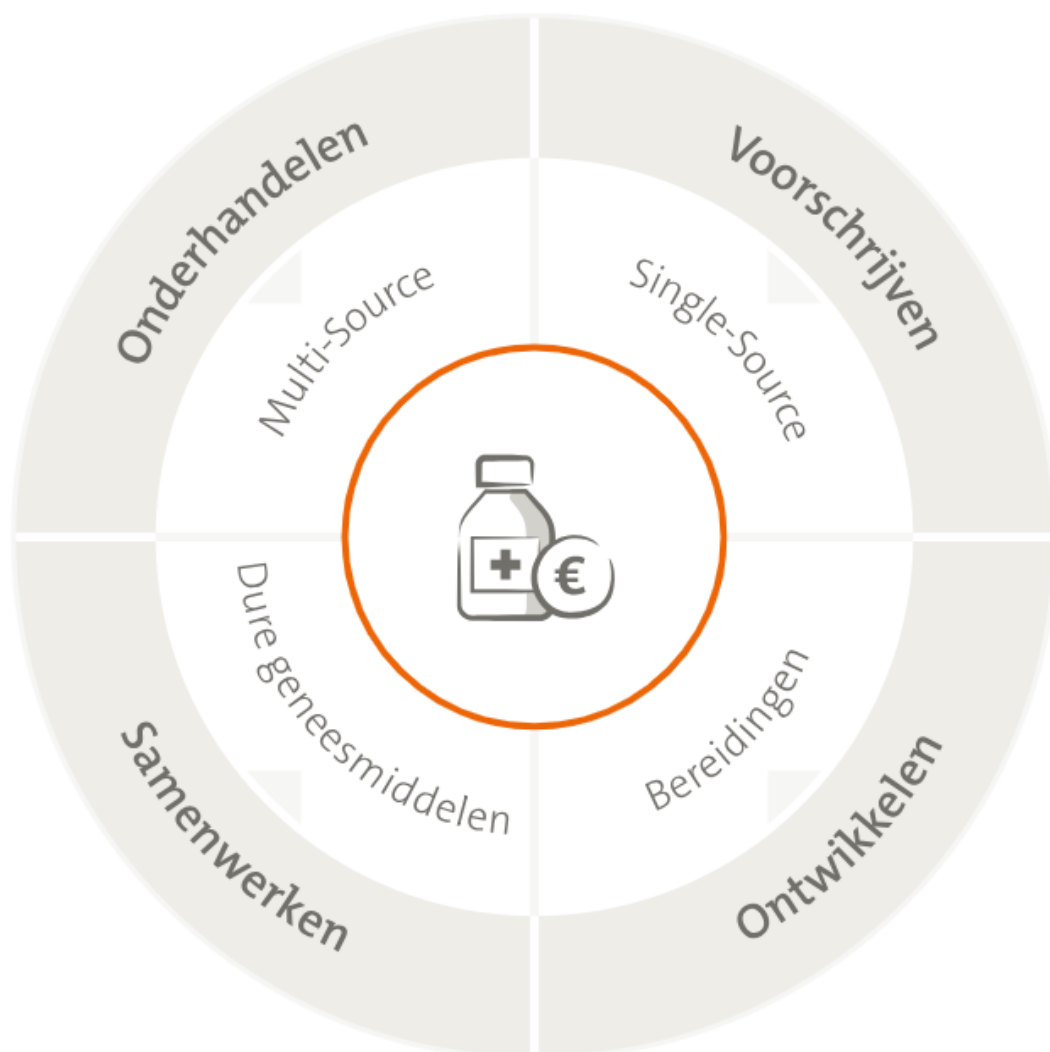 Onderhandelen
Voorschrijven
Multi-Source
Single-Source
€
Dure geneesmiddelen
Bereidingen
Samenwerken
Ontwikkelen